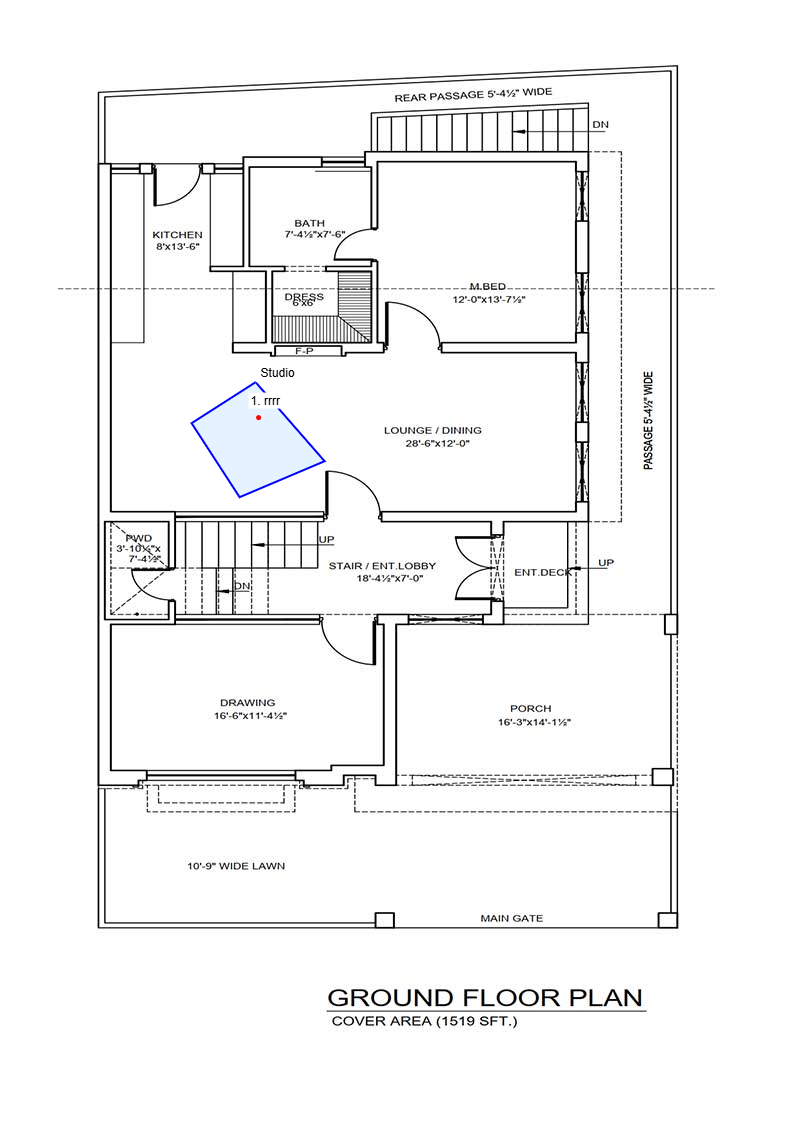 REAR PASSAGE 5'-4½" WIDE
DN
BATH
7'-4½"x7'-6"
KITCHEN
8'x13'-6"
M.BED
12'-0"x13'-7½"
DRESS
6'x6'
F-P
Studio
1. rrrr
LOUNGE / DINING
28'-6"x12'-0"
PASSAGE 5'-4½" WIDE
PWD
3'-10½"x
7'-4½"
UP
DN
STAIR / ENT.LOBBY
18'-4½"x7'-0"
ENT.DECK
UP
DRAWING
16'-6"x11'-4½"
PORCH
16'-3"x14'-1½"
10'-9" WIDE LAWN
MAIN GATE
GROUND FLOOR PLAN
COVER AREA (1519 SFT.)